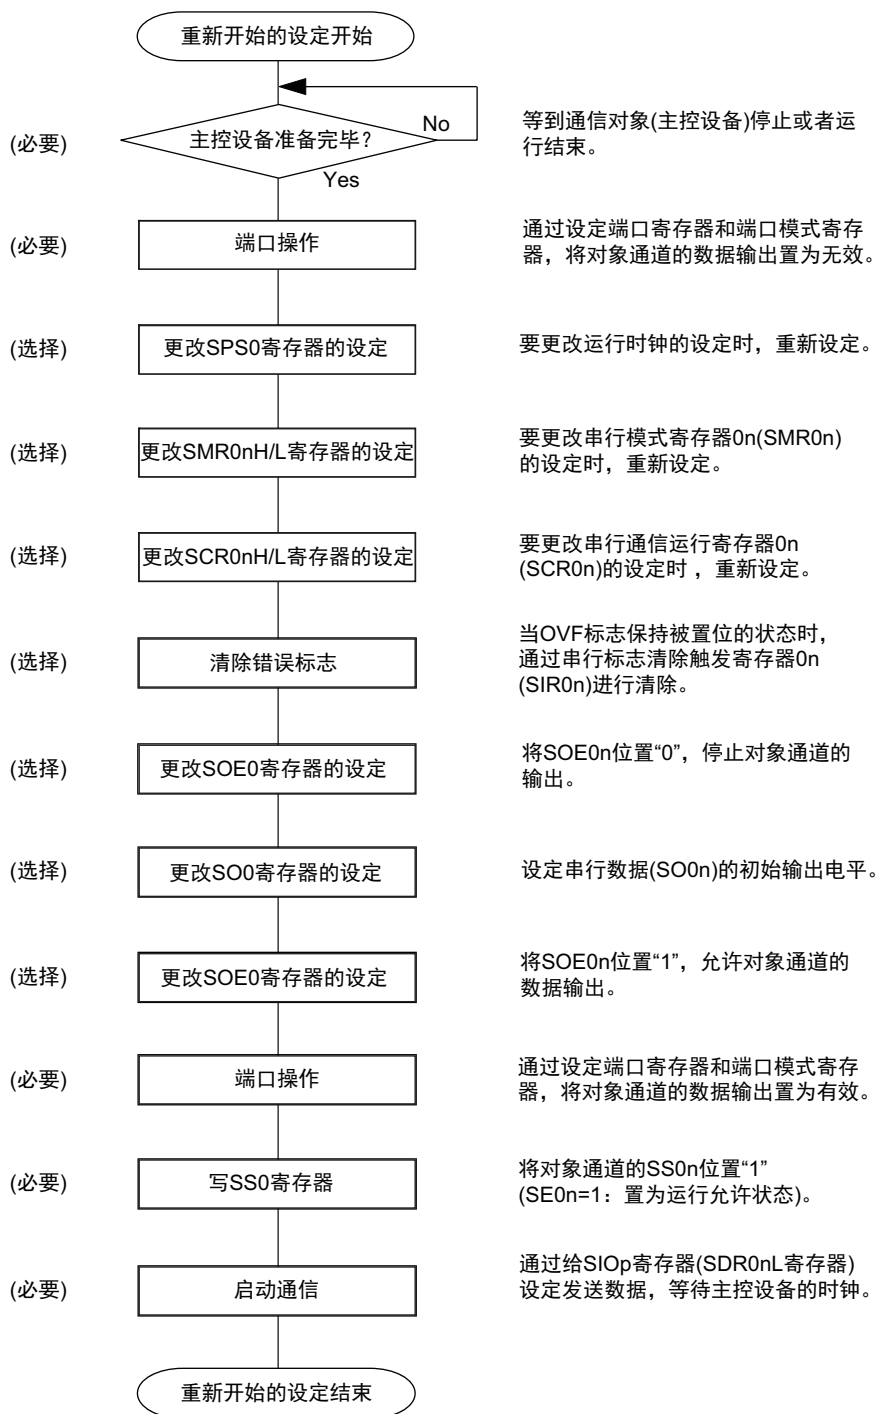 重新开始的设定开始
(必要)
主控设备准备完毕？
No
Yes
等到通信对象(主控设备)停止或者运
行结束。
(必要)
端口操作
通过设定端口寄存器和端口模式寄存
器，将对象通道的数据输出置为无效。
(选择)
更改SPS0寄存器的设定
要更改运行时钟的设定时，重新设定。
(选择)
更改SMR0nH/L寄存器的设定
要更改串行模式寄存器0n(SMR0n)
的设定时，重新设定。
(选择)
更改SCR0nH/L寄存器的设定
要更改串行通信运行寄存器0n
(SCR0n)的设定时 ，重新设定。
(选择)
清除错误标志
当OVF标志保持被置位的状态时，
通过串行标志清除触发寄存器0n
(SIR0n)进行清除。
(选择)
更改SOE0寄存器的设定
将SOE0n位置“0”，停止对象通道的
输出。
(选择)
更改SO0寄存器的设定
设定串行数据(SO0n)的初始输出电平。
(选择)
更改SOE0寄存器的设定
将SOE0n位置“1”，允许对象通道的
数据输出。
(必要)
端口操作
通过设定端口寄存器和端口模式寄存
器，将对象通道的数据输出置为有效。
(必要)
写SS0寄存器
将对象通道的SS0n位置“1”
(SE0n=1：置为运行允许状态)。
(必要)
启动通信
通过给SIOp寄存器(SDR0nL寄存器)
设定发送数据，等待主控设备的时钟。
重新开始的设定结束